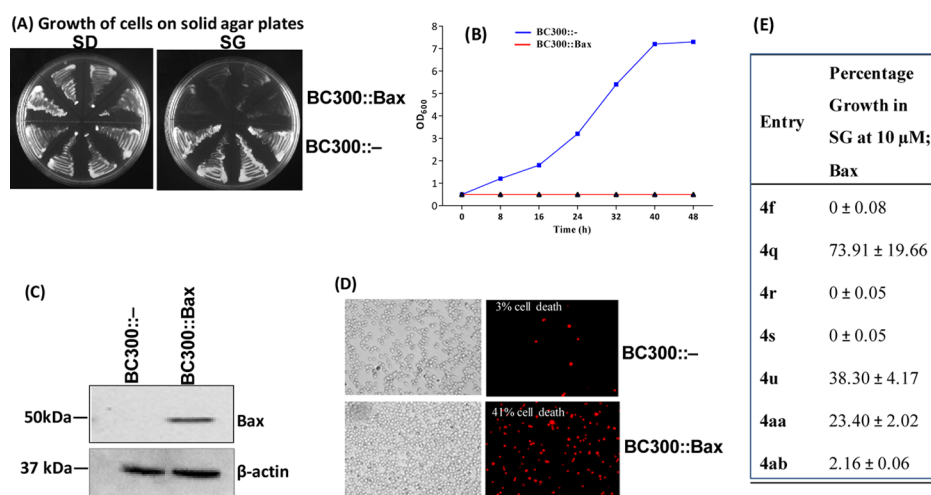 (A) Growth of cells on solid agar plates
SD SG
BC300::Bax
BC300::–
(B)
BC300::-
BC300::Bax
OD600
8
7
6
5
4
3
2
1
0
0 8 16 24 32 40 48
Time (h)
(C)
BC300::–
BC300::Bax
50kDa
Bax
37 kDa
β-actin
(D)
3% cell death
BC300::–
41% cell death
BC300::Bax
(E)
Entry
Percentage
Growth in
SG at 10 µM;
Bax
4f 0 ± 0.08
4q 73.91 ± 19.66
4r 0 ± 0.05
4s 0 ± 0.05
4u 38.30 ± 4.17
4aa 23.40 ± 2.02
4ab 2.16 ± 0.06